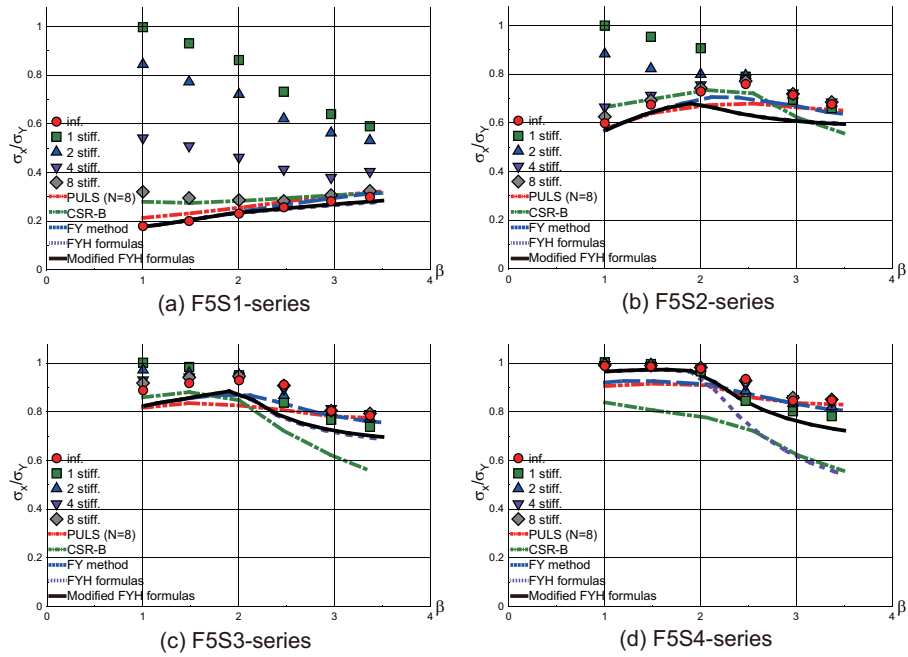 1
0.8
0.6
0.4
0.2
0
σx/σY
inf.
1 stiff.
2 stiff.
4 stiff.
8 stiff.
PULS (N=8)
CSR-B
FY method
FYH formulas
Modified FYH formulas
0 1 2 3 4
β
(a) F5S1-series
1
0.8
0.6
0.4
0.2
0
σx/σY
inf.
1 stiff.
2 stiff.
4 stiff.
8 stiff.
PULS (N=8)
CSR-B
FY method
FYH formulas
Modified FYH formulas
0 1 2 3 4
β
(b) F5S2-series
1
0.8
0.6
0.4
0.2
0
σx/σY
inf.
1 stiff.
2 stiff.
4 stiff.
8 stiff.
PULS (N=8)
CSR-B
FY method
FYH formulas
Modified FYH formulas
0 1 2 3 4
β
(c) F5S3-series
1
0.8
0.6
0.4
0.2
0
σx/σY
inf.
1 stiff.
2 stiff.
4 stiff.
8 stiff.
PULS (N=8)
CSR-B
FY method
FYH formulas
Modified FYH formulas
0 1 2 3 4
β
(d) F5S4-series